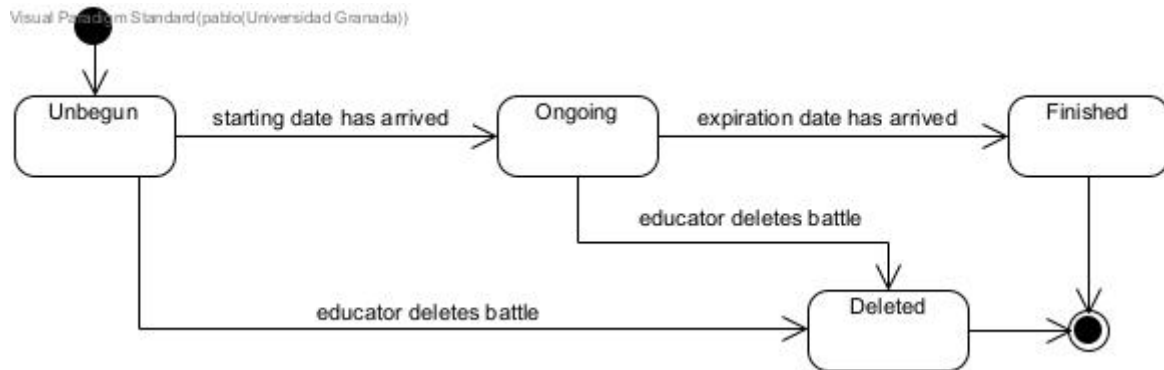 Visual Paradigm Standard(pablo(Universidad Granada))
Unbegun
starting date has arrived
Ongoing
expiration date has arrived
Finished
educator deletes battle
educator deletes battle
Deleted